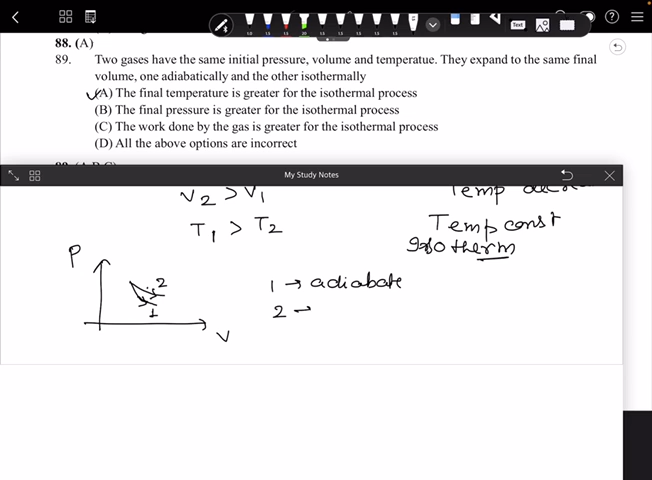 88. (A)
89. Two gases have the same initial pressure, volume and temperatue. They expand to the same final
volume, one adiabatically and the other isothermally
(A) The final temperature is greater for the isothermal process
(B) The final pressure is greater for the isothermal process
(C) The work done by the gas is greater for the isothermal process
(D) All the above options are incorrect
My Study Notes
V2 > V1
Temp
T1 > T2
Temp const
Isotherm
P
2
1
V
1 → adiabate
2 →